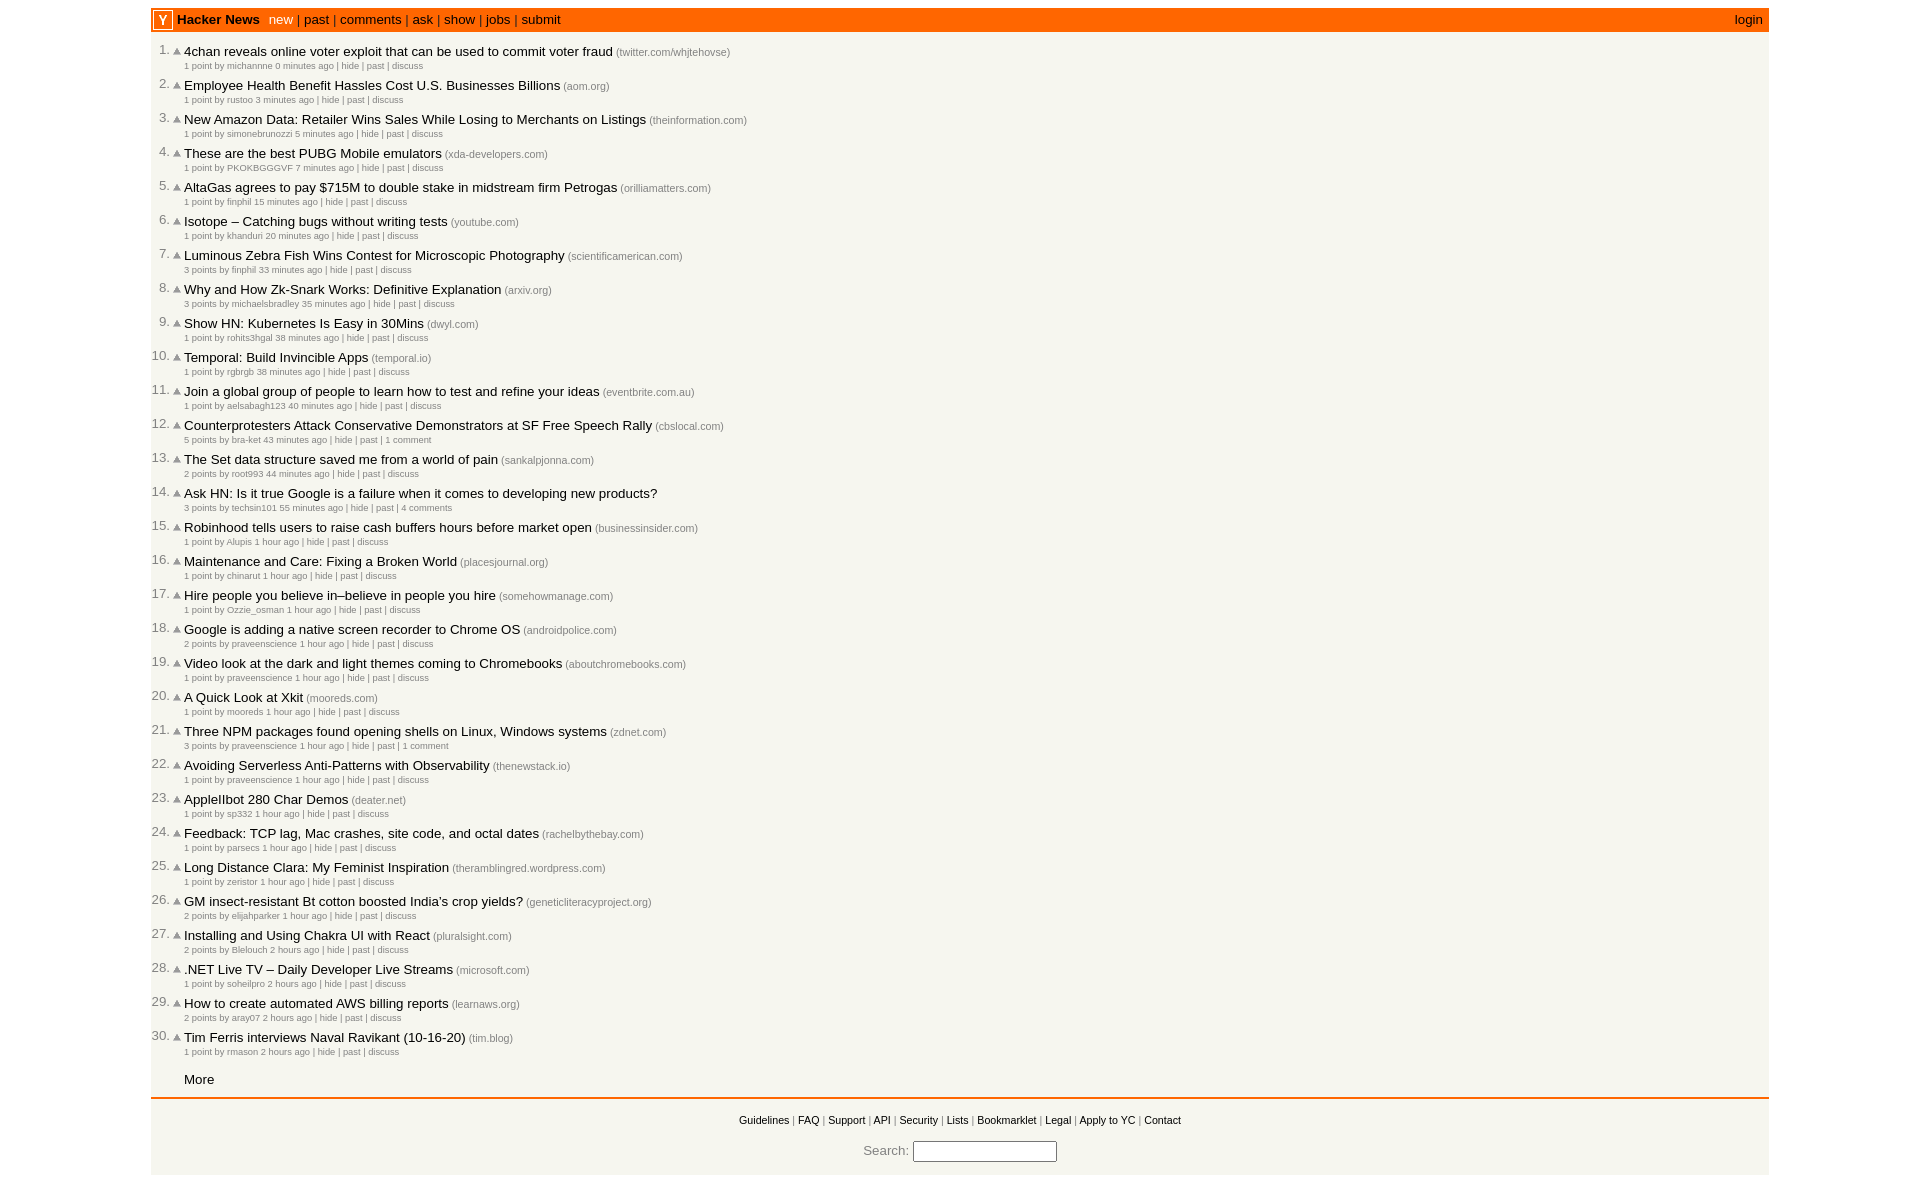 Y Hacker News new | past | comments | ask | show | jobs | submit login
1. 4chan reveals online voter exploit that can be used to commit voter fraud (twitter.com/whjtehovse)
1 point by michannne 0 minutes ago | hide | past | discuss
2. Employee Health Benefit Hassles Cost U.S. Businesses Billions (aom.org)
1 point by rustoo 3 minutes ago | hide | past | discuss
3. New Amazon Data: Retailer Wins Sales While Losing to Merchants on Listings (theinformation.com)
1 point by simonebrunozzi 5 minutes ago | hide | past | discuss
4. These are the best PUBG Mobile emulators (xda-developers.com)
1 point by PKOKBGGGVF 7 minutes ago | hide | past | discuss
5. AltaGas agrees to pay $715M to double stake in midstream firm Petrogas (orilliamatters.com)
1 point by finphil 15 minutes ago | hide | past | discuss
6. Isotope – Catching bugs without writing tests (youtube.com)
1 point by khanduri 20 minutes ago | hide | past | discuss
7. Luminous Zebra Fish Wins Contest for Microscopic Photography (scientificamerican.com)
3 points by finphil 33 minutes ago | hide | past | discuss
8. Why and How Zk-Snark Works: Definitive Explanation (arxiv.org)
3 points by michaelsbradley 35 minutes ago | hide | past | discuss
9. Show HN: Kubernetes Is Easy in 30Mins (dwyl.com)
1 point by rohits3hgal 38 minutes ago | hide | past | discuss
10. Temporal: Build Invincible Apps (temporal.io)
1 point by rgbrgb 38 minutes ago | hide | past | discuss
11. Join a global group of people to learn how to test and refine your ideas (eventbrite.com.au)
1 point by aelsabagh123 40 minutes ago | hide | past | discuss
12. Counterprotesters Attack Conservative Demonstrators at SF Free Speech Rally (cbslocal.com)
5 points by bra-ket 43 minutes ago | hide | past | 1 comment
13. The Set data structure saved me from a world of pain (sankalpjonna.com)
2 points by root993 44 minutes ago | hide | past | discuss
14. Ask HN: Is it true Google is a failure when it comes to developing new products?
3 points by techsin101 55 minutes ago | hide | past | 4 comments
15. Robinhood tells users to raise cash buffers hours before market open (businessinsider.com)
1 point by Alupis 1 hour ago | hide | past | discuss
16. Maintenance and Care: Fixing a Broken World (placesjournal.org)
1 point by chinarut 1 hour ago | hide | past | discuss
17. Hire people you believe in–believe in people you hire (somehowmanage.com)
1 point by Ozzie_osman 1 hour ago | hide | past | discuss
18. Google is adding a native screen recorder to Chrome OS (androidpolice.com)
2 points by praveenscience 1 hour ago | hide | past | discuss
19. Video look at the dark and light themes coming to Chromebooks (aboutchromebooks.com)
1 point by praveenscience 1 hour ago | hide | past | discuss
20. A Quick Look at Xkit (mooreds.com)
1 point by mooreds 1 hour ago | hide | past | discuss
21. Three NPM packages found opening shells on Linux, Windows systems (zdnet.com)
3 points by praveenscience 1 hour ago | hide | past | 1 comment
22. Avoiding Serverless Anti-Patterns with Observability (thenewstack.io)
1 point by praveenscience 1 hour ago | hide | past | discuss
23. AppleIIbot 280 Char Demos (deater.net)
1 point by sp332 1 hour ago | hide | past | discuss
24. Feedback: TCP lag, Mac crashes, site code, and octal dates (rachelbythebay.com)
1 point by parsecs 1 hour ago | hide | past | discuss
25. Long Distance Clara: My Feminist Inspiration (theramblingred.wordpress.com)
1 point by zeristor 1 hour ago | hide | past | discuss
26. GM insect-resistant Bt cotton boosted India’s crop yields? (geneticliteracyproject.org)
2 points by elijahparker 1 hour ago | hide | past | discuss
27. Installing and Using Chakra UI with React (pluralsight.com)
2 points by Blelouch 2 hours ago | hide | past | discuss
28. .NET Live TV – Daily Developer Live Streams (microsoft.com)
1 point by soheilpro 2 hours ago | hide | past | discuss
29. How to create automated AWS billing reports (learnaws.org)
2 points by aray07 2 hours ago | hide | past | discuss
30. Tim Ferris interviews Naval Ravikant (10-16-20) (tim.blog)
1 point by rmason 2 hours ago | hide | past | discuss
More
Guidelines | FAQ | Support | API | Security | Lists | Bookmarklet | Legal | Apply to YC | Contact
Search: